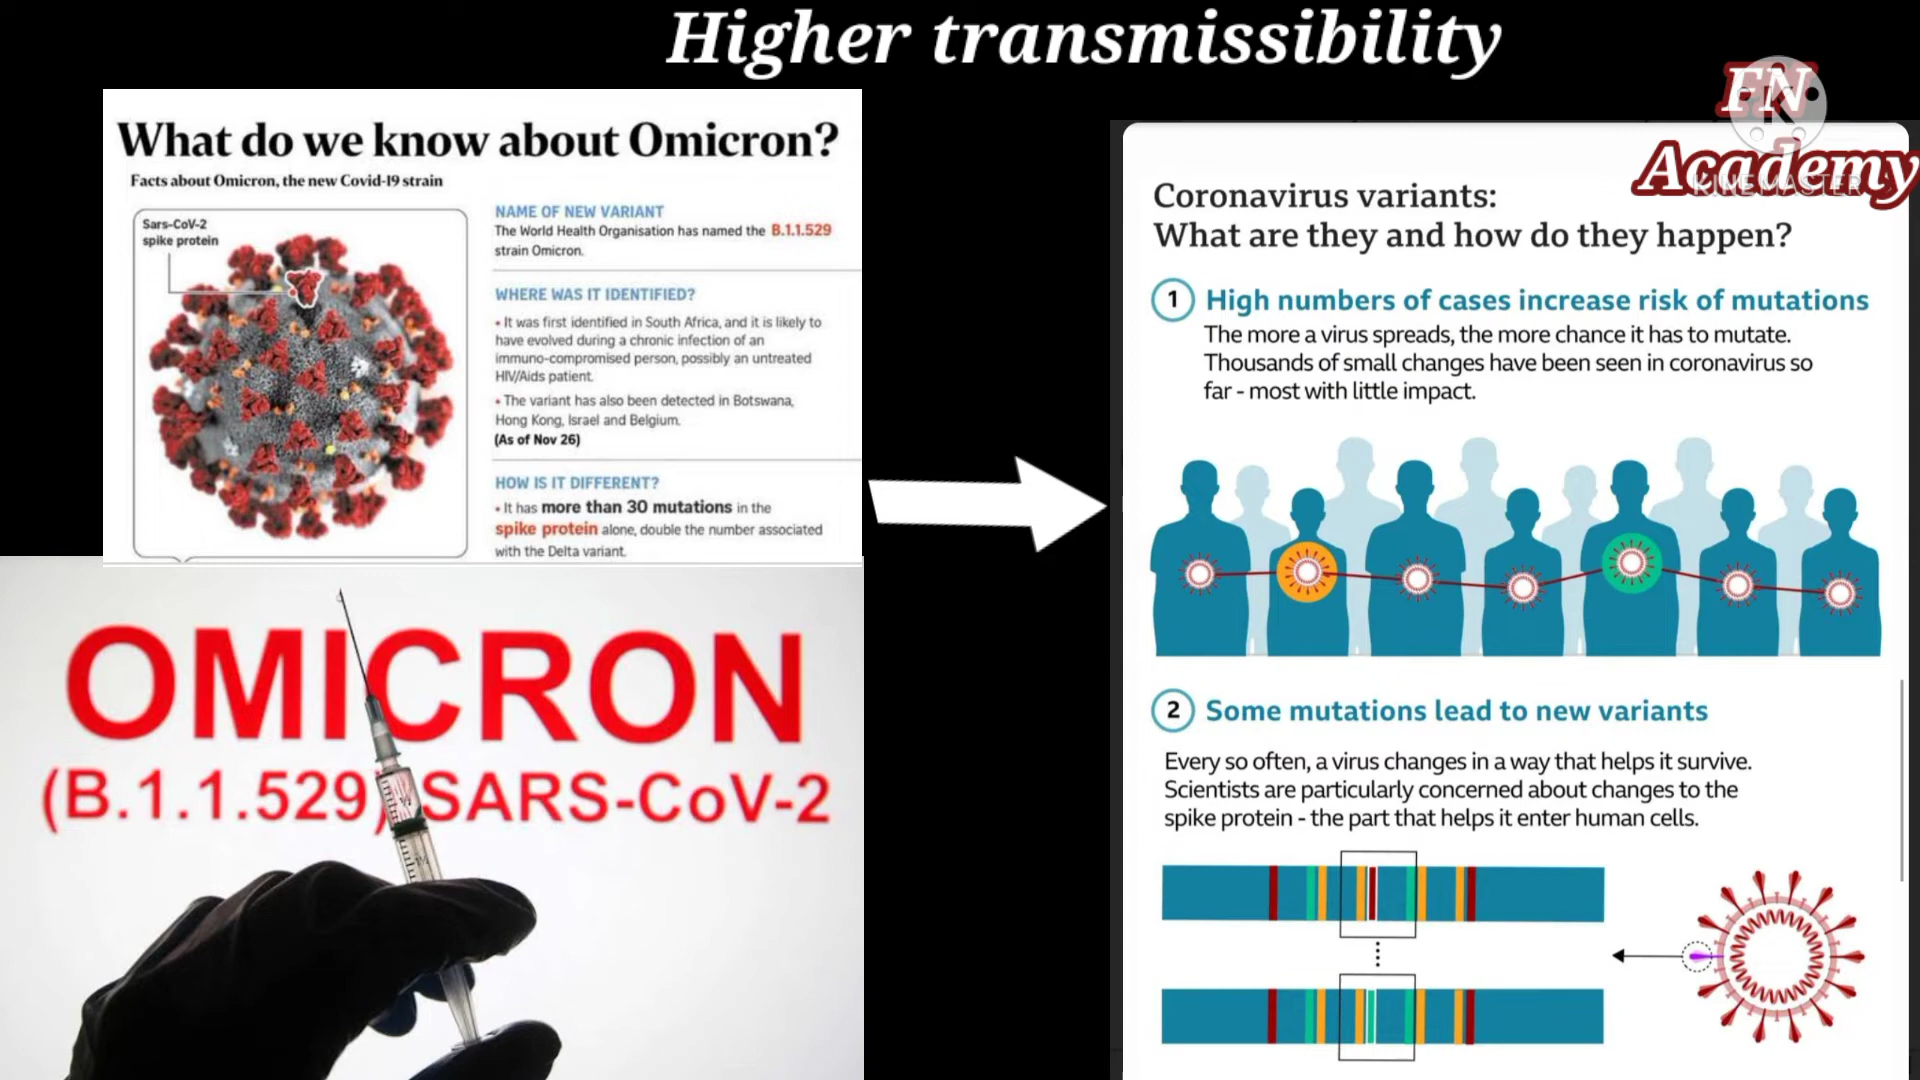 Higher transmissibility
FN
Academy
KINEMASTER
What do we know about Omicron?
Facts about Omicron, the new Covid-19 strain
Sars-CoV-2
spike protein
NAME OF NEW VARIANT
The World Health Organisation has named the B.1.1.529
strain Omicron.
WHERE WAS IT IDENTIFIED?
• It was first identified in South Africa, and it is likely to
have evolved during a chronic infection of an
immuno-compromised person, possibly an untreated
HIV/Aids patient.
• The variant has also been detected in Botswana,
Hong Kong, Israel and Belgium.
(As of Nov 26)
HOW IS IT DIFFERENT?
• It has more than 30 mutations in the
spike protein alone, double the number associated
with the Delta variant.
OMICRON
(B.1.1.529) SARS-CoV-2
Coronavirus variants:
What are they and how do they happen?
1 High numbers of cases increase risk of mutations
The more a virus spreads, the more chance it has to mutate.
Thousands of small changes have been seen in coronavirus so
far - most with little impact.
2 Some mutations lead to new variants
Every so often, a virus changes in a way that helps it survive.
Scientists are particularly concerned about changes to the
spike protein - the part that helps it enter human cells.